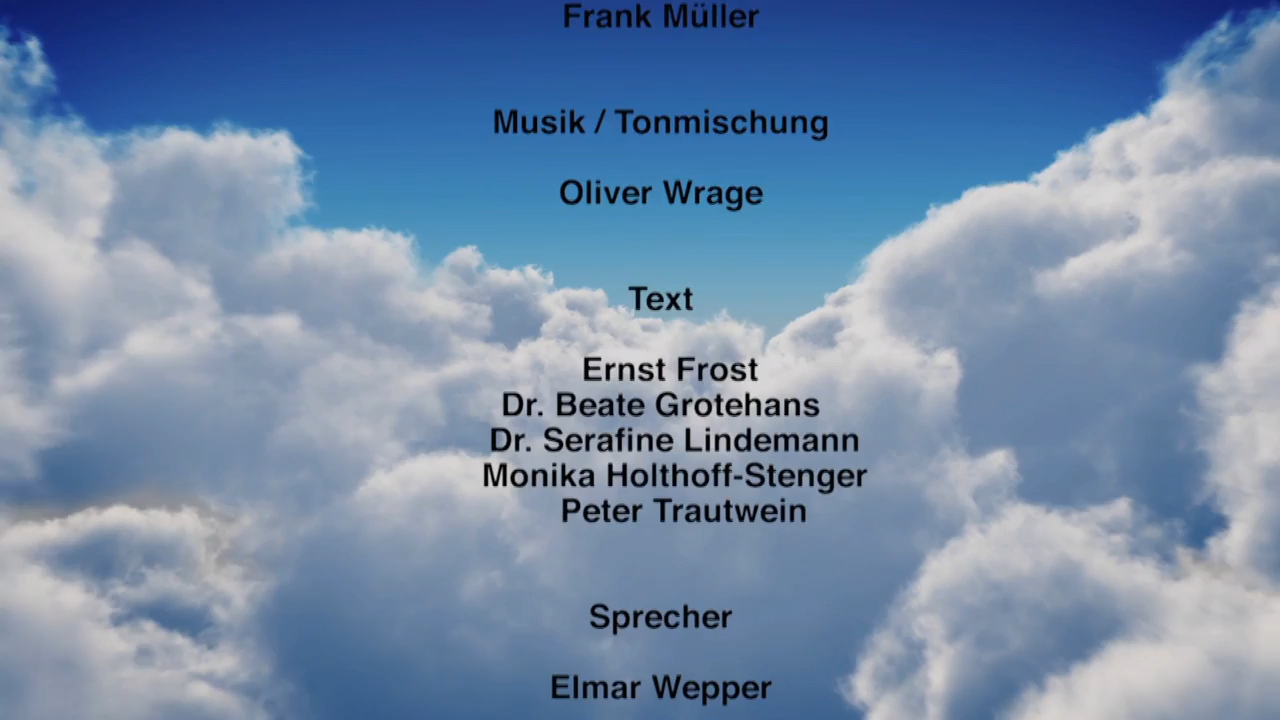 Frank Müller
Musik / Tonmischung
Oliver Wrage
Text
Ernst Frost
Dr. Beate Grotehans
Dr. Serafine Lindemann
Monika Holthoff-Stenger
Peter Trautwein
Sprecher
Elmar Wepper